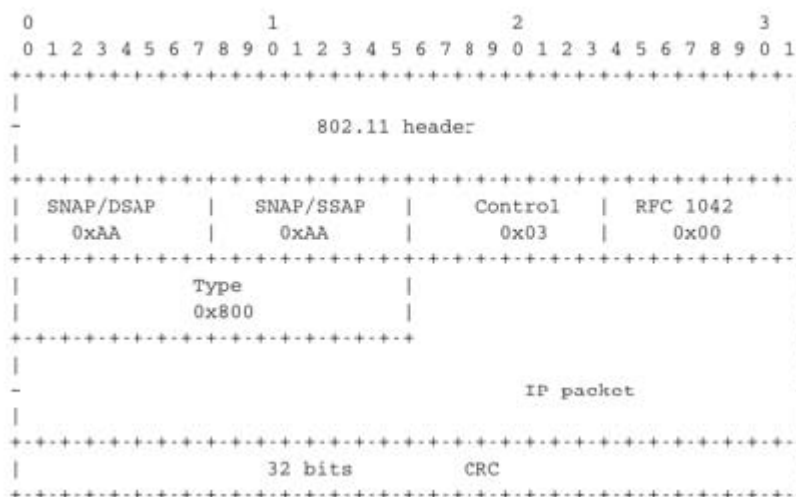 0 1 2 3
0 1 2 3 4 5 6 7 8 9 0 1 2 3 4 5 6 7 8 9 0 1 2 3 4 5 6 7 8 9 0 1
+-+-+-+-+-+-+-+-+-+-+-+-+-+-+-+-+-+-+-+-+-+-+-+-+-+-+-+-+-+-+-+-
|
- 802.11 header
|
+-+-+-+-+-+-+-+-+-+-+-+-+-+-+-+-+-+-+-+-+-+-+-+-+-+-+-+-+-+-+-+-
| SNAP/DSAP | SNAP/SSAP | Control | RFC 1042
| 0xAA | 0xAA | 0x03 | 0x00
+-+-+-+-+-+-+-+-+-+-+-+-+-+-+-+-+-+-+-+-+-+-+-+-+-+-+-+-+-+-+-+-
| Type |
| 0x800 |
+-+-+-+-+-+-+-+-+-+-+-+-+-+-+-+-+
|
- IP packet
|
+-+-+-+-+-+-+-+-+-+-+-+-+-+-+-+-+-+-+-+-+-+-+-+-+-+-+-+-+-+-+-+-
| 32 bits CRC
+-+-+-+-+-+-+-+-+-+-+-+-+-+-+-+-+-+-+-+-+-+-+-+-+-+-+-+-+-+-+-+-